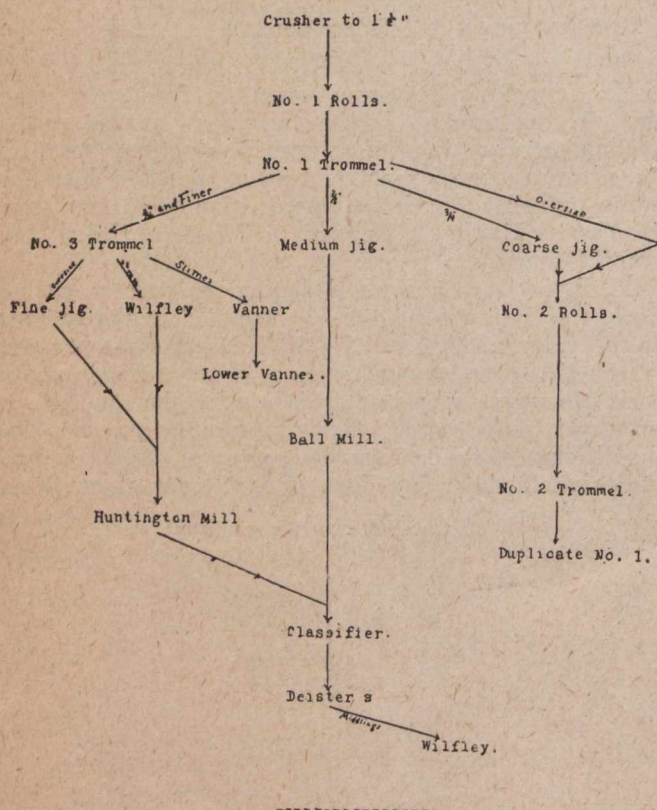 Crusher to 1
No. 1 Rolls.
No. 1 Trommel.
and Finer
¾
Oversize
No. 3 Trommel
Medium jig.
Coarse jig.
Slimes
Fine jig.
Wilfley
Vanner
No. 2 Rolls.
Lower Vanner.
Ball Mill.
No. 2 Trommel.
Huntington Mill
Duplicate No. 1.
Classifier.
Deister s
Middlings
Wilfley.